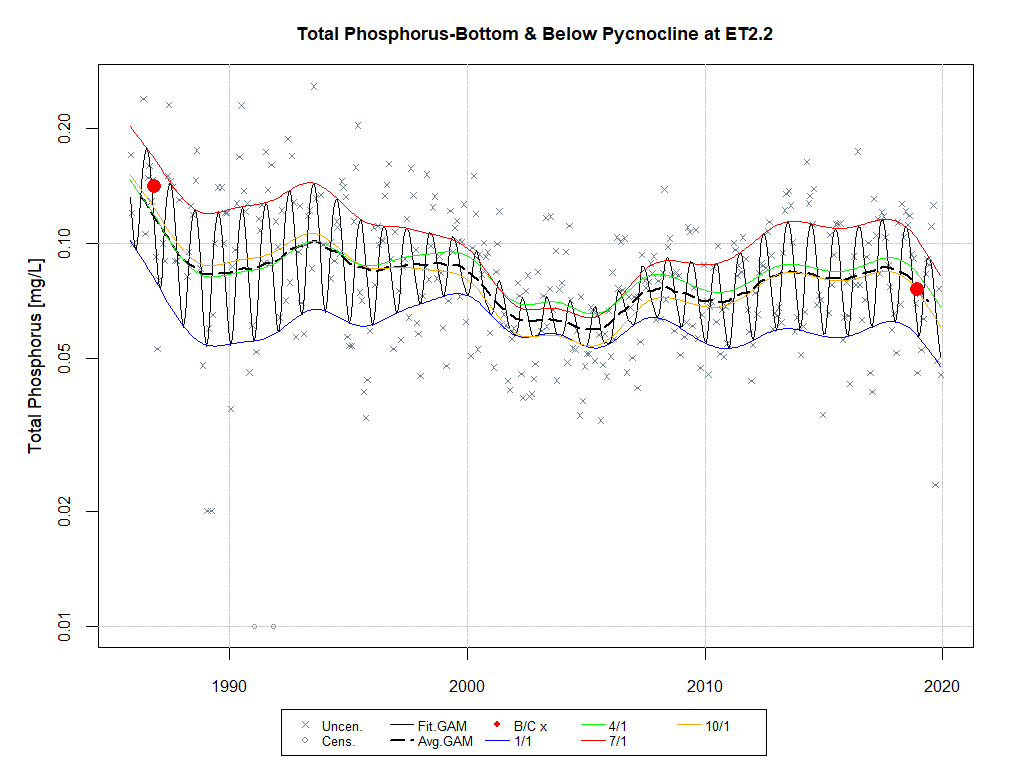 Total Phosphorus-Bottom & Below Pycnocline at ET2.2
Total Phosphorus [mg/L]
0.20
0.10
0.05
0.02
0.01
1990 2000 2010 2020
Uncen. Fit.GAM B/C x 4/1 10/1
Cens. Avg.GAM 1/1 7/1